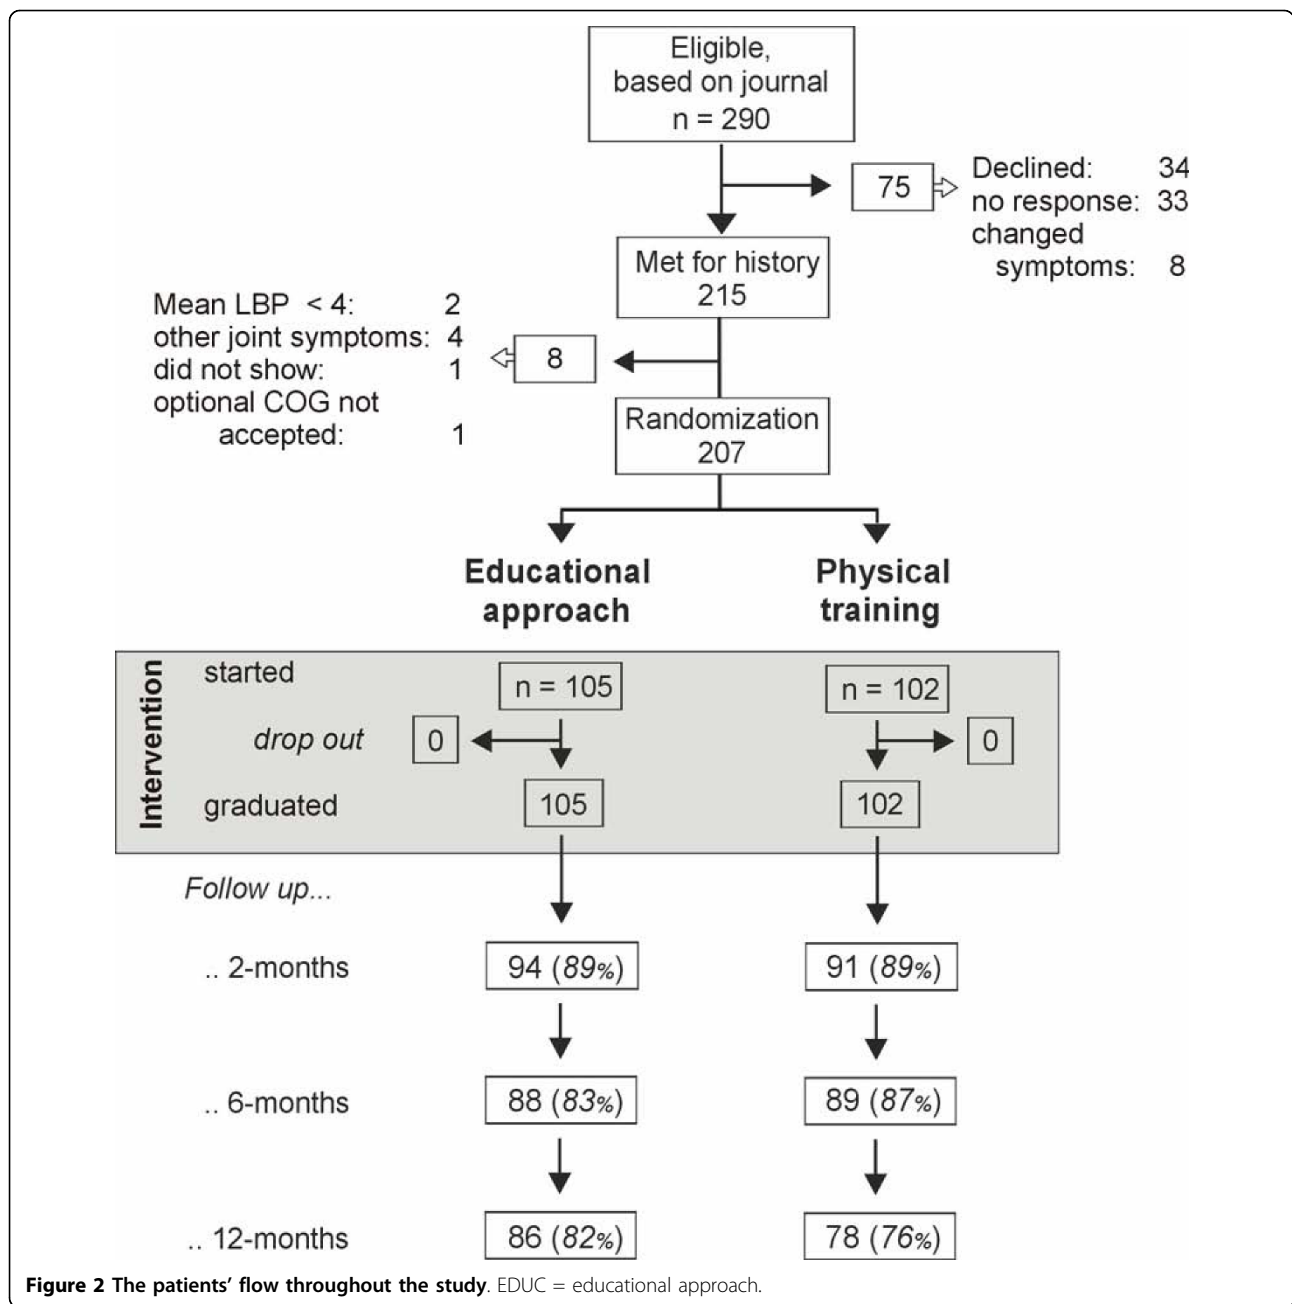 Eligible,
based on journal
n = 290
75
Declined: 34
no response: 33
changed
symptoms: 8
Met for history
215
Mean LBP < 4: 2
other joint symptoms: 4
did not show: 1
optional COG not
accepted: 1
8
Randomization
207
Educational
approach
Physical
training
Intervention
started
n = 105
n = 102
drop out
0
0
graduated
105
102
Follow up...
.. 2-months
94 (89%)
91 (89%)
.. 6-months
88 (83%)
89 (87%)
.. 12-months
86 (82%)
78 (76%)
Figure 2 The patients' flow throughout the study. EDUC = educational approach.